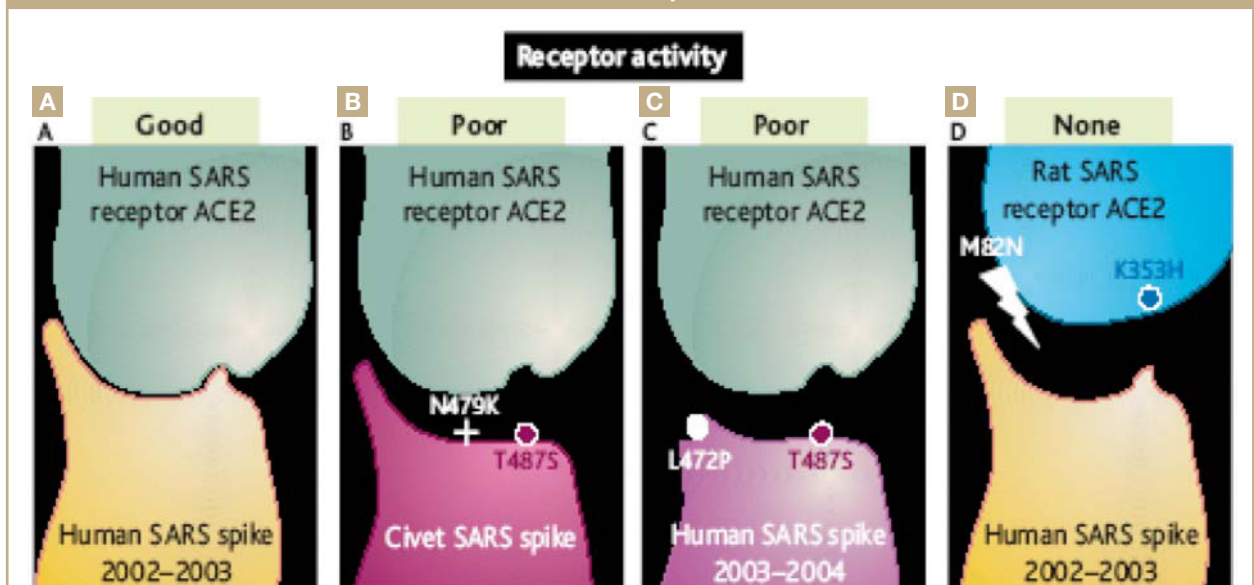 Receptor activity
A
A
Good
Human SARS
receptor ACE2
Human SARS spike
2002–2003
B
B
Poor
Human SARS
receptor ACE2
N479K
T487S
Civet SARS spike
C
C
Poor
Human SARS
receptor ACE2
L472P
T487S
Human SARS spike
2003–2004
D
D
None
Rat SARS
receptor ACE2
M82N
K353H
Human SARS spike
2002–2003